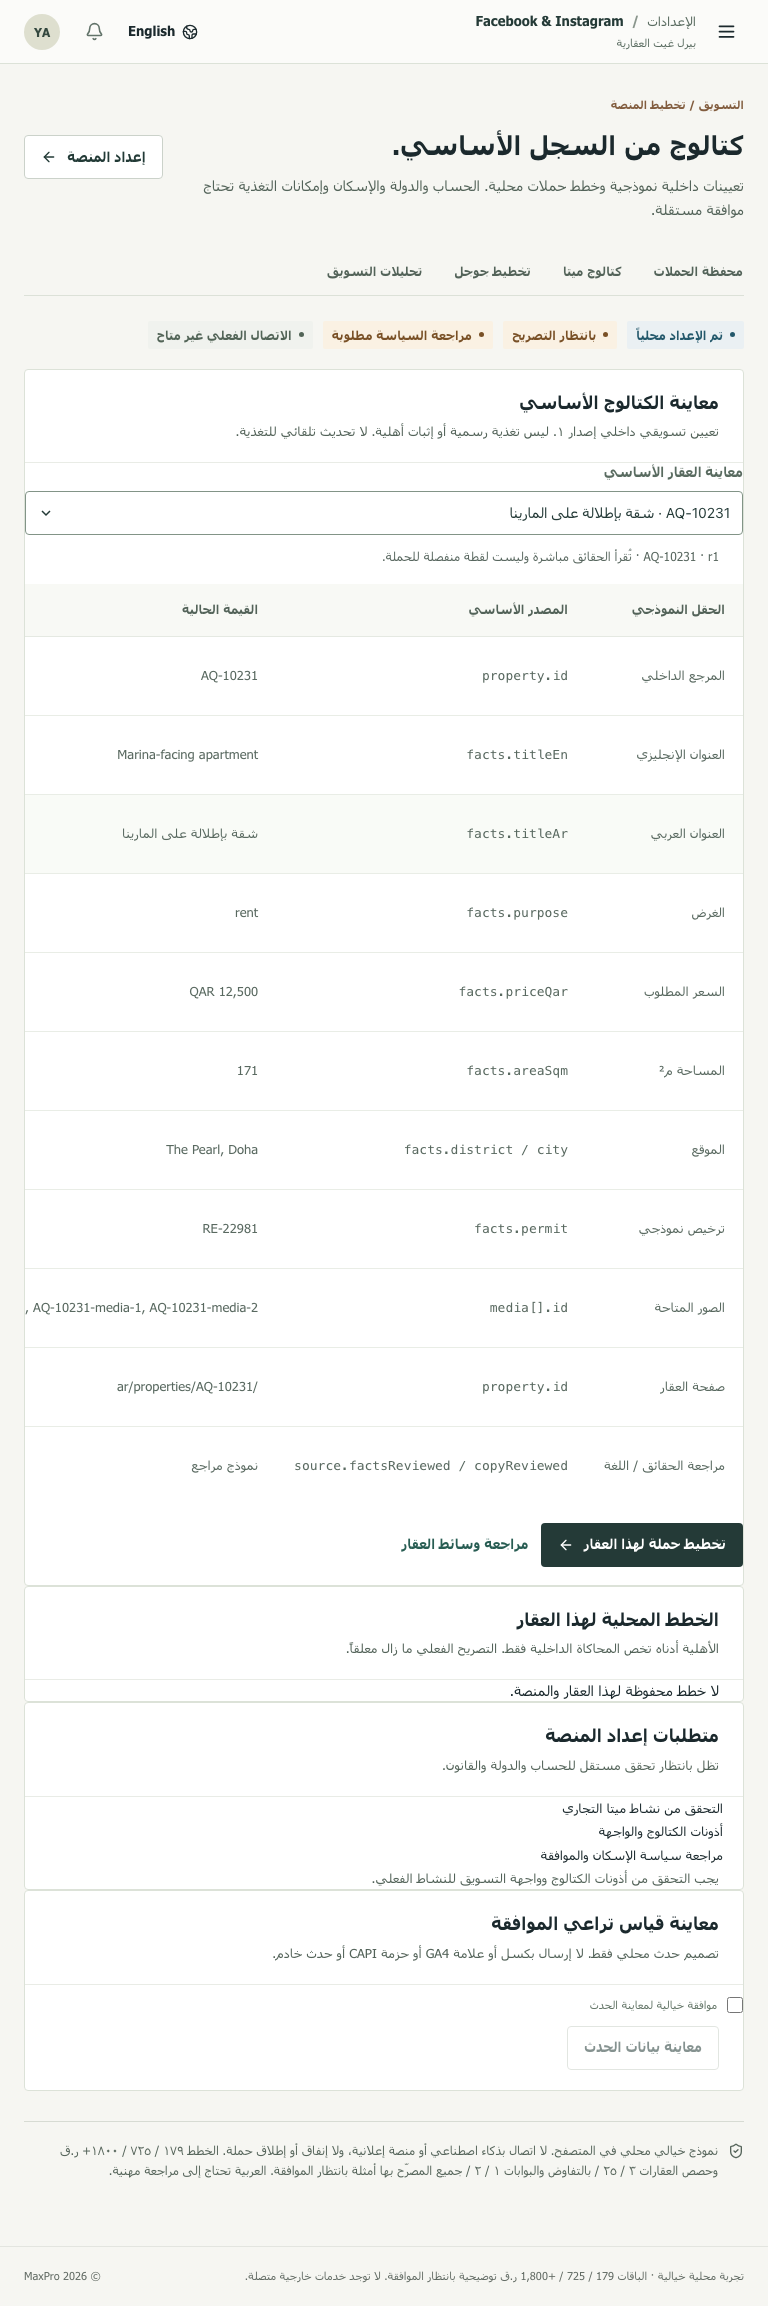 الإعدادات / Facebook & Instagram
بيرل غيت العقارية
English
YA
التسويق / تخطيط المنصة
كتالوج من السجل الأساسي.
إعداد المنصة
تعيينات داخلية نموذجية وخطط حملات محلية. الحساب والدولة والإسكان وإمكانات التغذية تحتاج
موافقة مستقلة.
محفظة الحملات
كتالوج ميتا
تخطيط جوجل
تحليلات التسويق
تم الإعداد محلياً
بانتظار التصريح
مراجعة السياسة مطلوبة
الاتصال الفعلي غير متاح
معاينة الكتالوج الأساسي
تعيين تسويقي داخلي إصدار ١. ليس تغذية رسمية أو إثبات أهلية. لا تحديث تلقائي للتغذية.
معاينة العقار الأساسي
AQ-10231 · شقة بإطلالة على المارينا
AQ-10231 · r1 · تُقرأ الحقائق مباشرة وليست لقطة منفصلة للحملة.
الحقل النموذجي المصدر الأساسي القيمة الحالية
المرجع الداخلي property.id AQ-10231
العنوان الإنجليزي facts.titleEn Marina-facing apartment
العنوان العربي facts.titleAr شقة بإطلالة على المارينا
الغرض facts.purpose rent
السعر المطلوب facts.priceQar QAR 12,500
المساحة م² facts.areaSqm 171
الموقع facts.district / city The Pearl, Doha
ترخيص نموذجي facts.permit RE-22981
الصور المتاحة media[].id , AQ-10231-media-1, AQ-10231-media-2
صفحة العقار property.id ar/properties/AQ-10231/
مراجعة الحقائق / اللغة source.factsReviewed / copyReviewed نموذج مراجع
تخطيط حملة لهذا العقار
مراجعة وسائط العقار
الخطط المحلية لهذا العقار
الأهلية أدناه تخص المحاكاة الداخلية فقط. التصريح الفعلي ما زال معلقاً.
لا خطط محفوظة لهذا العقار والمنصة.
متطلبات إعداد المنصة
تظل بانتظار تحقق مستقل للحساب والدولة والقانون.
التحقق من نشاط ميتا التجاري
أذونات الكتالوج والواجهة
مراجعة سياسة الإسكان والموافقة
يجب التحقق من أذونات الكتالوج وواجهة التسويق للنشاط الفعلي.
معاينة قياس تراعي الموافقة
تصميم حدث محلي فقط. لا إرسال بكسل أو علامة GA4 أو حزمة CAPI أو حدث خادم.
موافقة خيالية لمعاينة الحدث
معاينة بيانات الحدث
نموذج خيالي محلي في المتصفح. لا اتصال بذكاء اصطناعي أو منصة إعلانية، ولا إنفاق أو إطلاق حملة. الخطط ١٧٩ / ٧٢٥ / ١٨٠٠+ ر.ق
وحصص العقارات ٣ / ٢٥ / بالتفاوض والبوابات ١ / ٢ / جميع المصرّح بها أمثلة بانتظار الموافقة. العربية تحتاج إلى مراجعة مهنية.
تجربة محلية خيالية · الباقات 179 / 725 / +1,800 ر.ق توضيحية بانتظار الموافقة. لا توجد خدمات خارجية متصلة.
© 2026 MaxPro